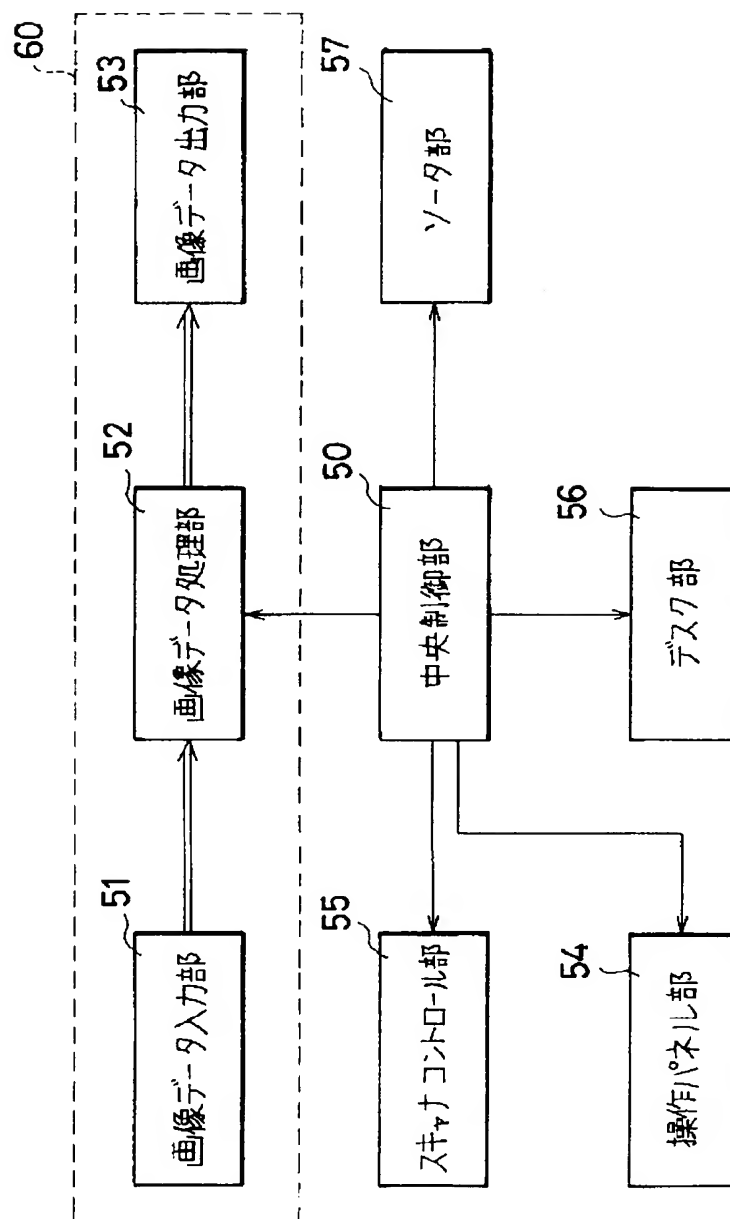 60
51
52
53
画像データ入力部
画像データ処理部
画像データ出力部
55
50
57
スキャナコントロール部
中央制御部
ソータ部
54
56
操作パネル部
デスク部